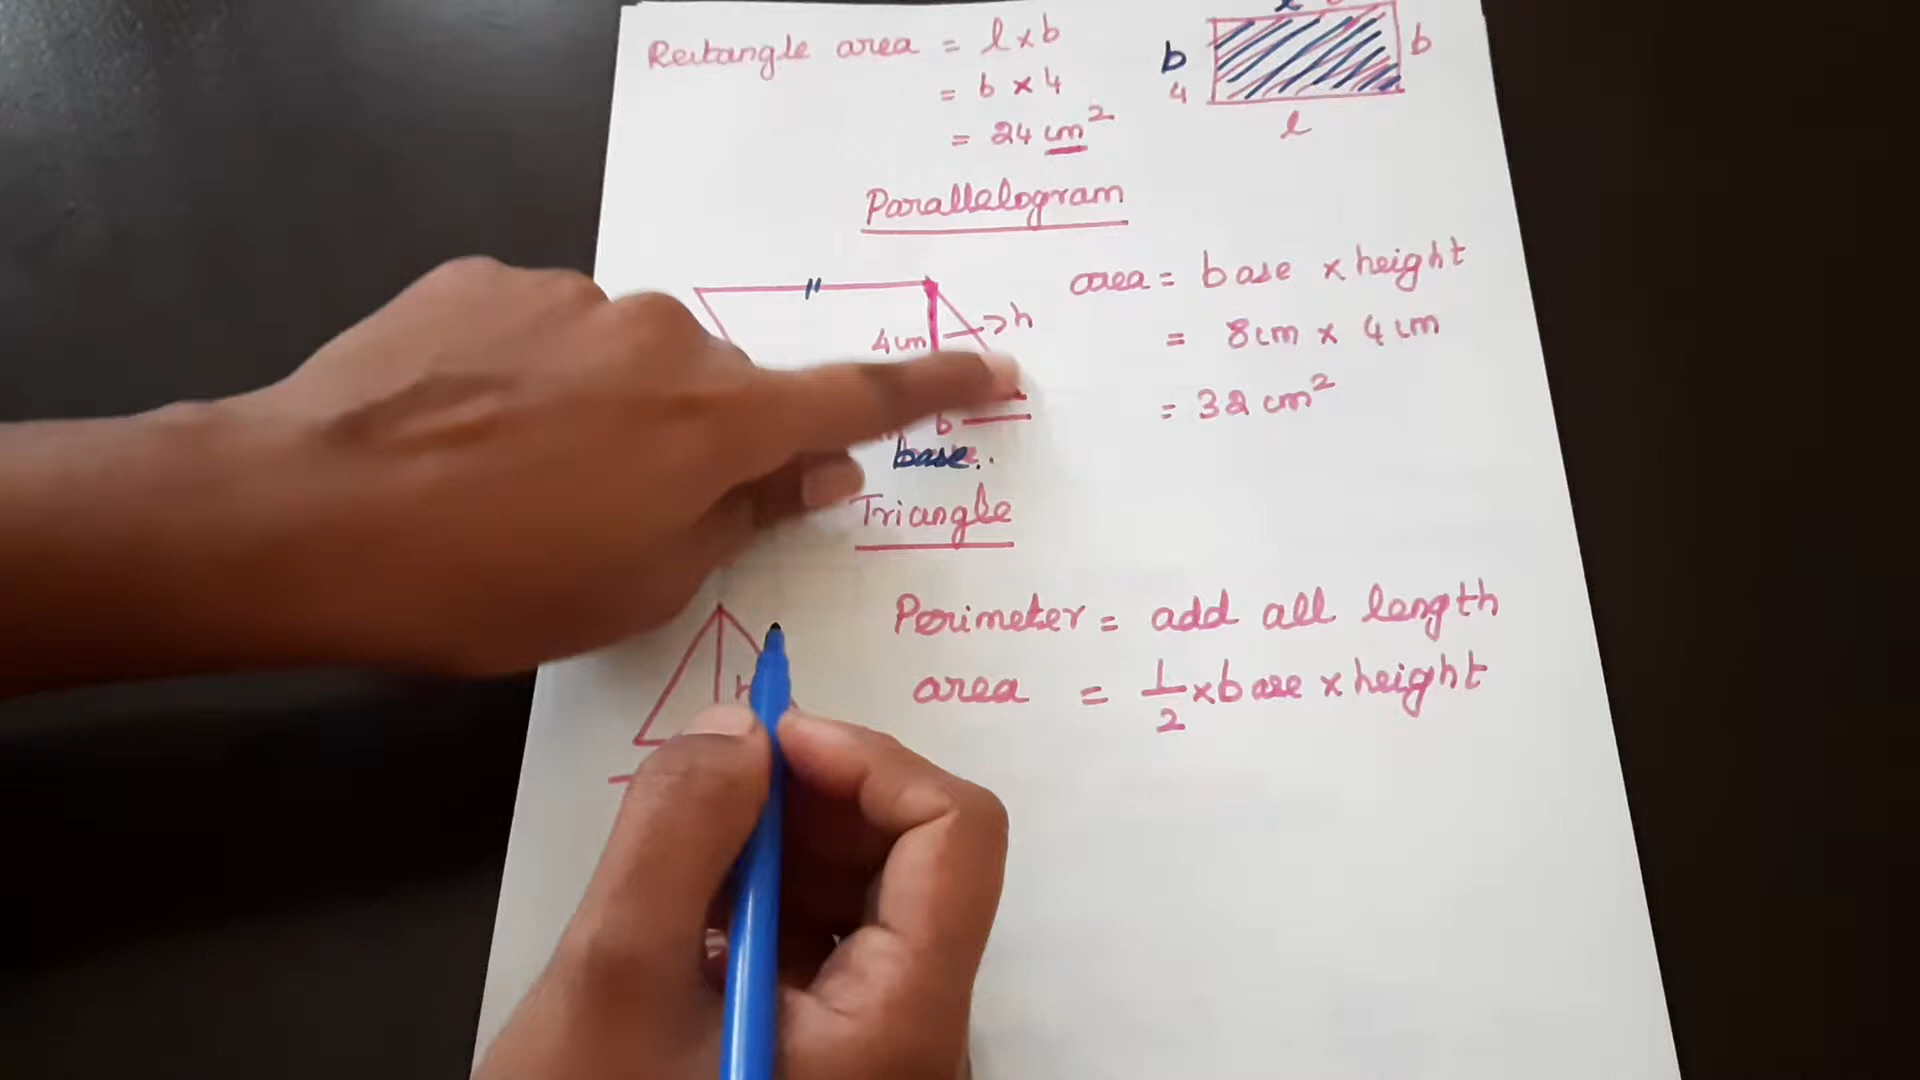 Rectangle area = l x b
= 6 x 4
= 24 cm²
b
4
b
l
Parallelogram
4cm
h
b
base.
area = base x height
= 8cm x 4cm
= 32 cm²
Triangle
Perimeter = add all length
area = 1/2 x base x height